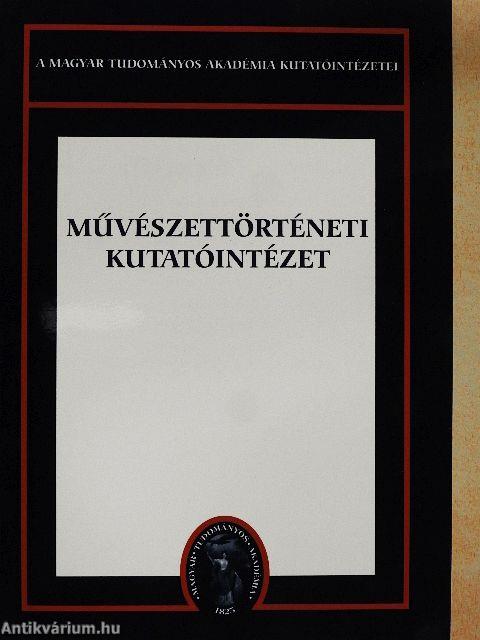 A MAGYAR TUDOMÁNYOS AKADÉMIA KUTATÓINTÉZETEI
MŰVÉSZETTÖRTÉNETI
KUTATÓINTÉZET
· MAGYAR · TUDOMÁNYOS · AKADÉMIA ·
1825
Antikvárium.hu